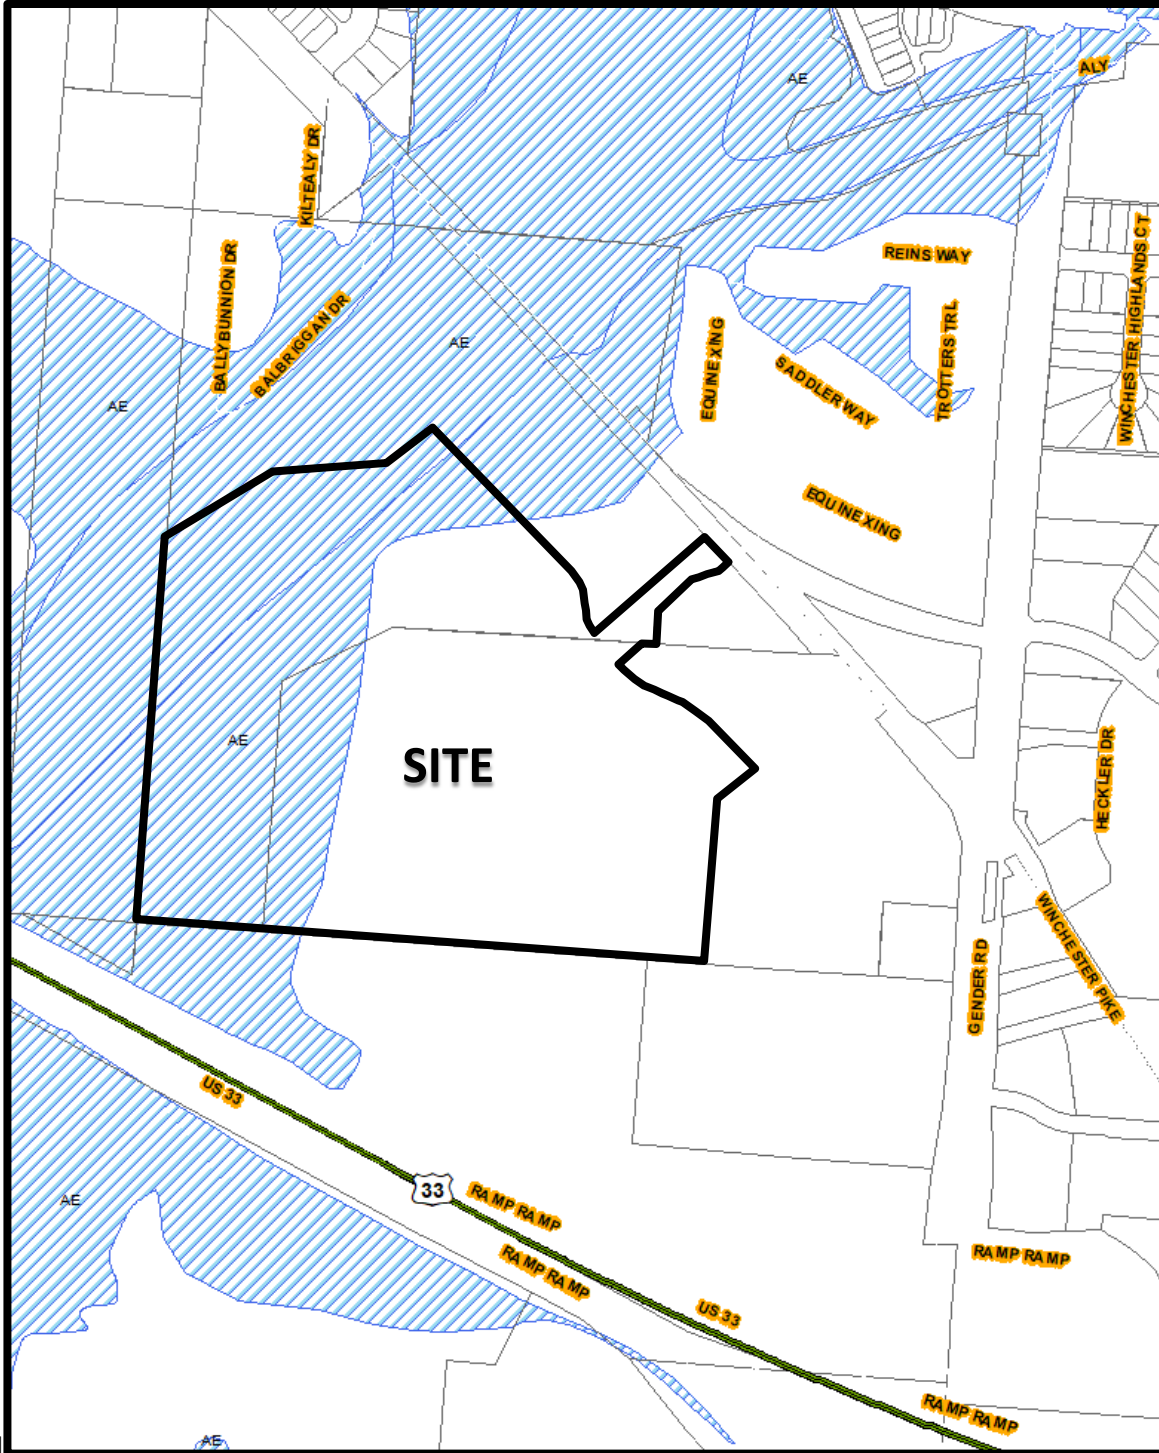 ALY
AE
KILTEALY DR
REINS WAY
BALLYBUNNION DR
BALBRIGGAN DR
WINCHESTER HIGHLANDS CT
AE
EQUINE XING
TROTTERS TRL
SADDLER WAY
AE
EQUINE XING
AE
SITE
HECKLER DR
WINCHESTER PIKE
GENDER RD
US 33
33
AE
RAMP RAMP
RAMP RAMP
RAMP RAMP
US 33
RAMP RAMP
AE